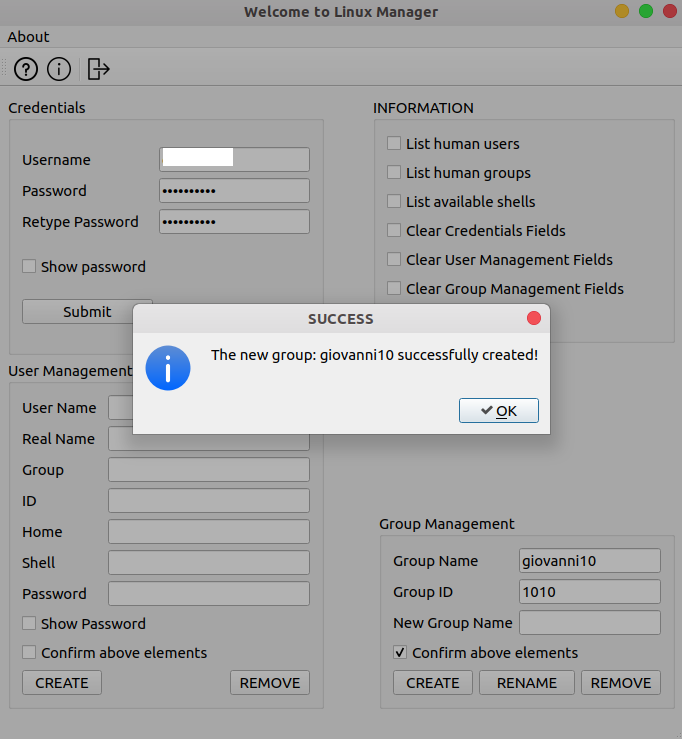 Welcome to Linux Manager
About
Credentials
Username
Password ••••••••••
Retype Password ••••••••••
Show password
Submit
INFORMATION
List human users
List human groups
List available shells
Clear Credentials Fields
Clear User Management Fields
Clear Group Management Fields
SUCCESS
The new group: giovanni10 successfully created!
OK
User Management
User Name
Real Name
Group
ID
Home
Shell
Password
Show Password
Confirm above elements
CREATE REMOVE
Group Management
Group Name giovanni10
Group ID 1010
New Group Name
Confirm above elements
CREATE RENAME REMOVE